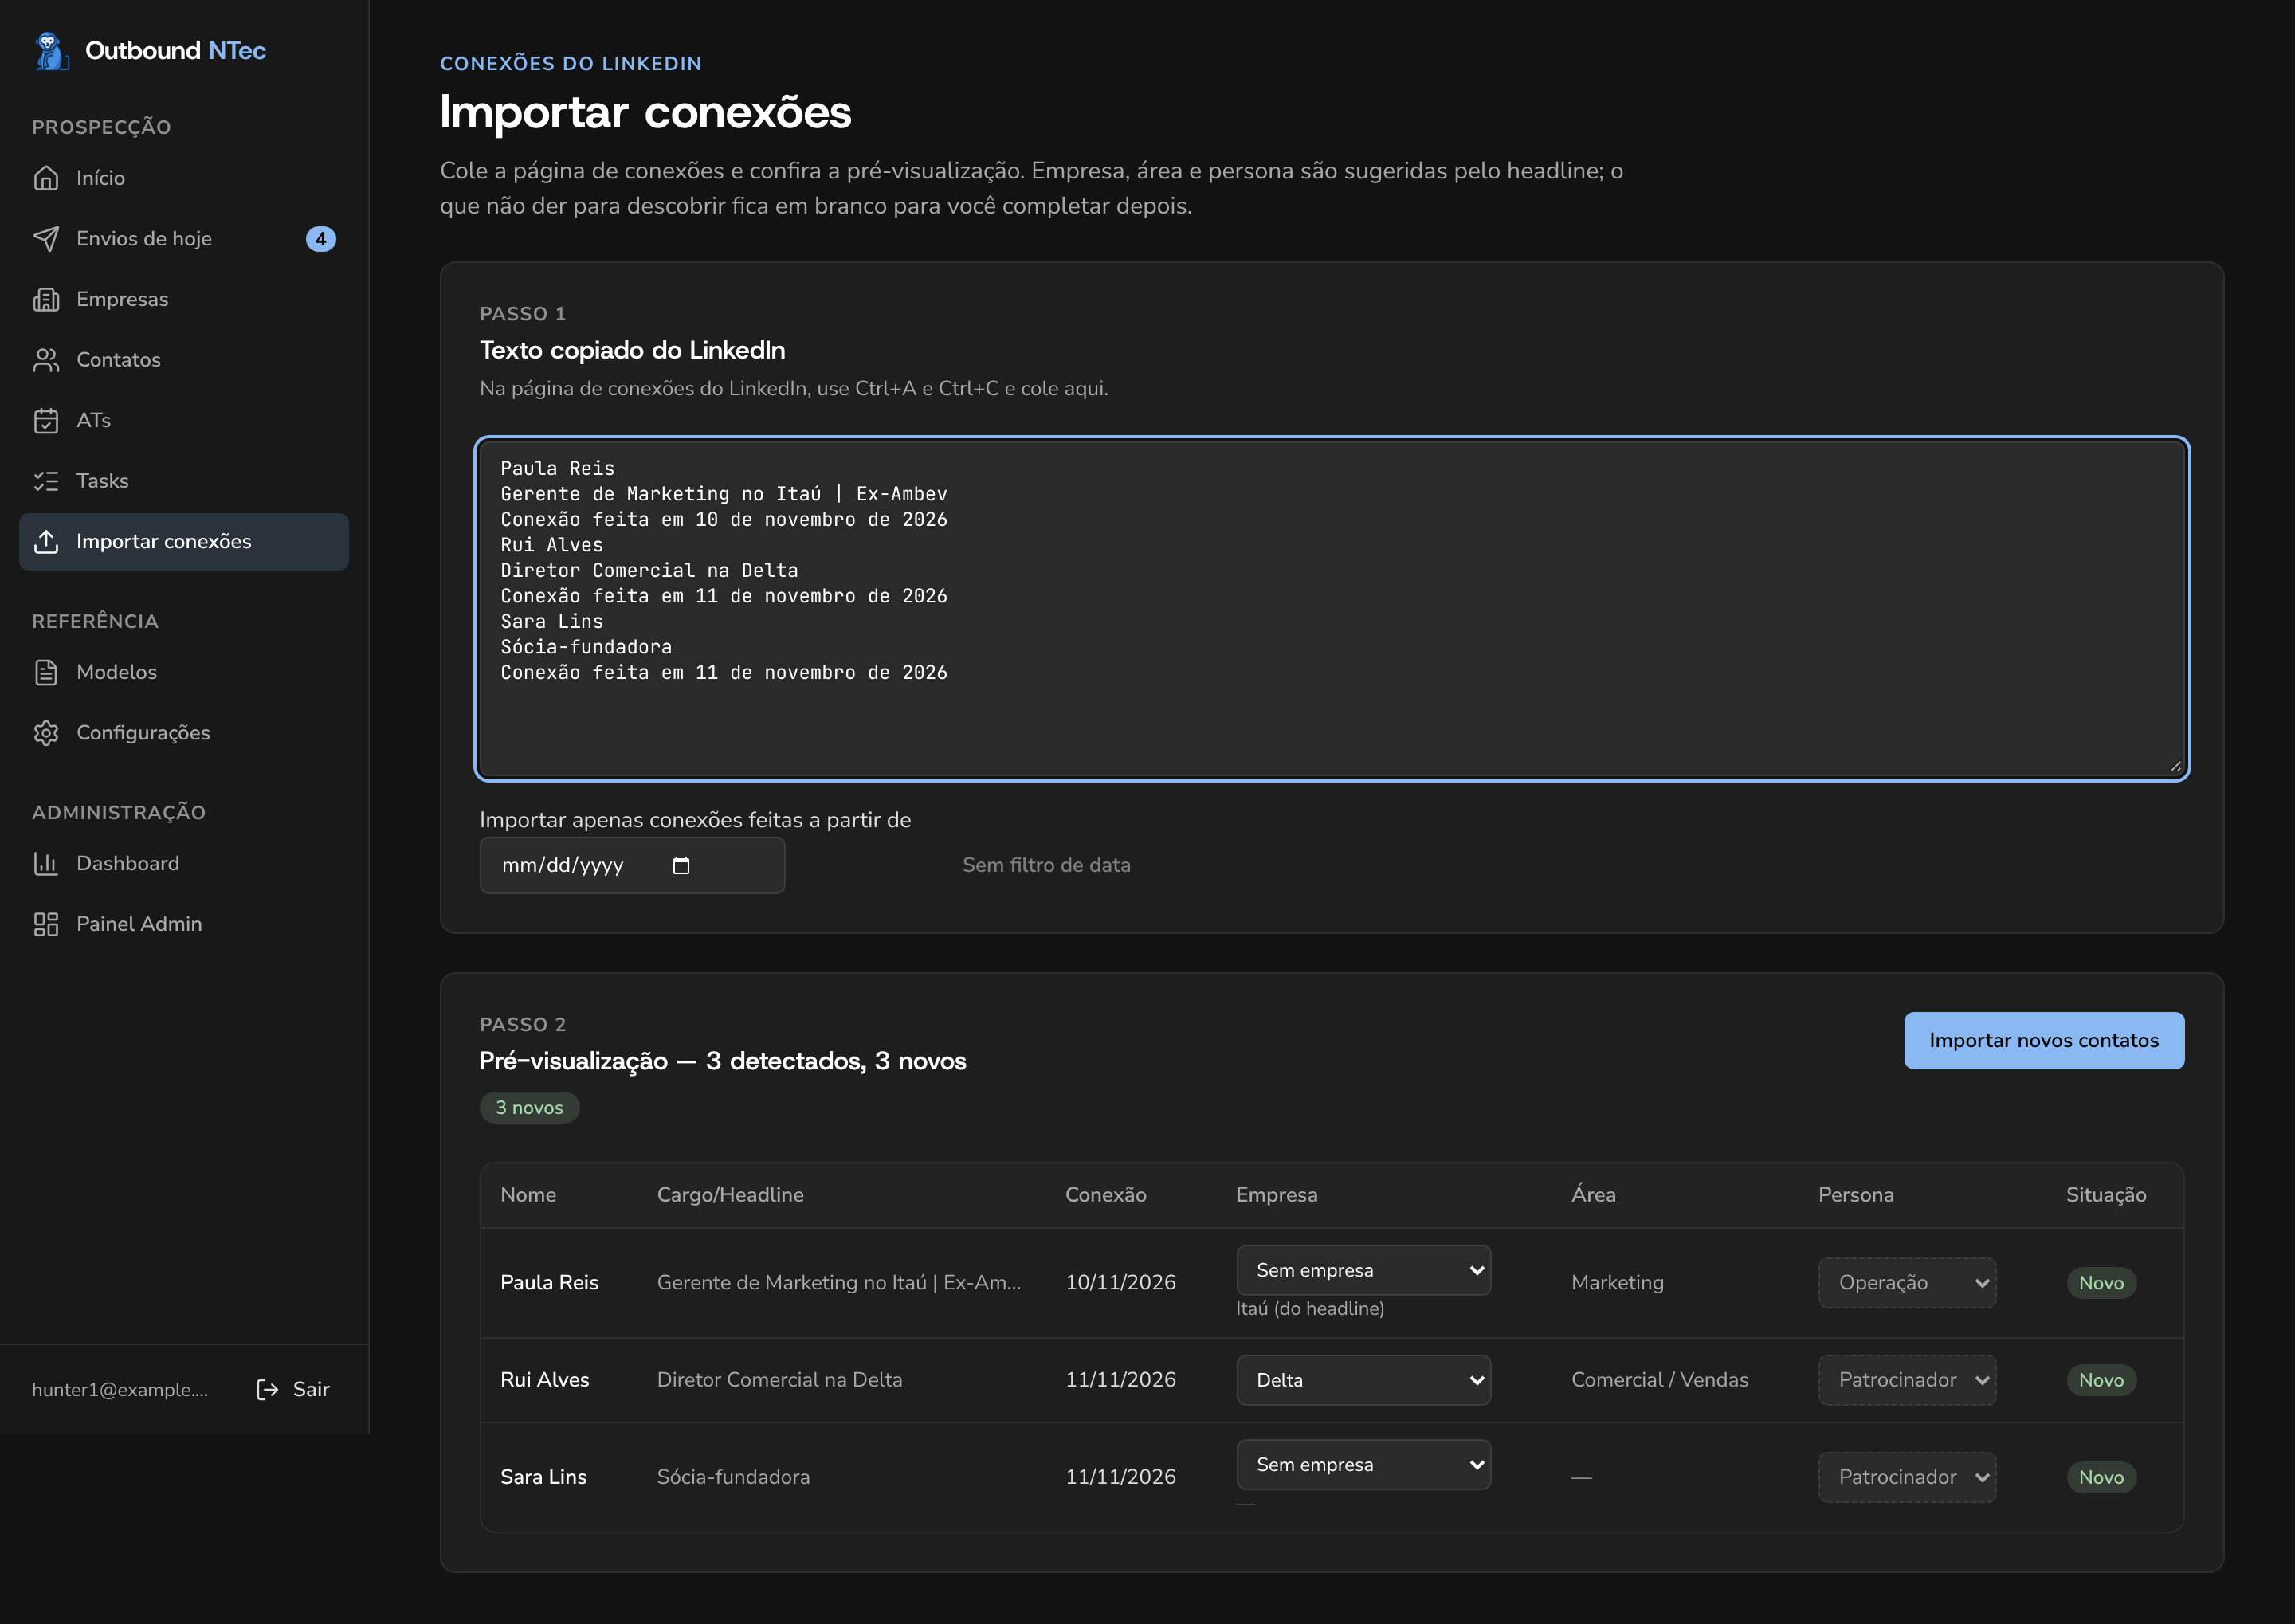 Outbound NTec
PROSPECÇÃO
Início
Envios de hoje 4
Empresas
Contatos
ATs
Tasks
Importar conexões
REFERÊNCIA
Modelos
Configurações
ADMINISTRAÇÃO
Dashboard
Painel Admin
hunter1@example.... Sair
CONEXÕES DO LINKEDIN
Importar conexões
Cole a página de conexões e confira a pré-visualização. Empresa, área e persona são sugeridas pelo headline; o
que não der para descobrir fica em branco para você completar depois.
PASSO 1
Texto copiado do LinkedIn
Na página de conexões do LinkedIn, use Ctrl+A e Ctrl+C e cole aqui.
Paula Reis
Gerente de Marketing no Itaú | Ex-Ambev
Conexão feita em 10 de novembro de 2026
Rui Alves
Diretor Comercial na Delta
Conexão feita em 11 de novembro de 2026
Sara Lins
Sócia-fundadora
Conexão feita em 11 de novembro de 2026
Importar apenas conexões feitas a partir de
mm/dd/yyyy Sem filtro de data
PASSO 2
Pré-visualização — 3 detectados, 3 novos
Importar novos contatos
3 novos
Nome Cargo/Headline Conexão Empresa Área Persona Situação
Paula Reis Gerente de Marketing no Itaú | Ex-Am... 10/11/2026 Sem empresa Marketing Operação Novo
Itaú (do headline)
Rui Alves Diretor Comercial na Delta 11/11/2026 Delta Comercial / Vendas Patrocinador Novo
Sara Lins Sócia-fundadora 11/11/2026 Sem empresa — Patrocinador Novo
—